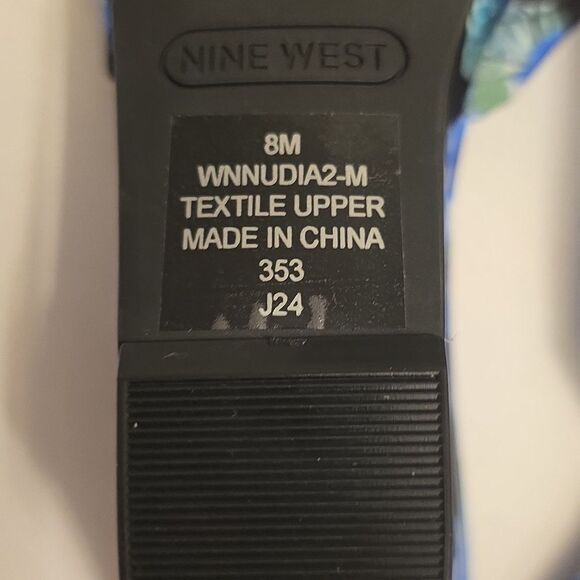 NINE WEST
8M
WNNUDIA2-M
TEXTILE UPPER
MADE IN CHINA
353
J24